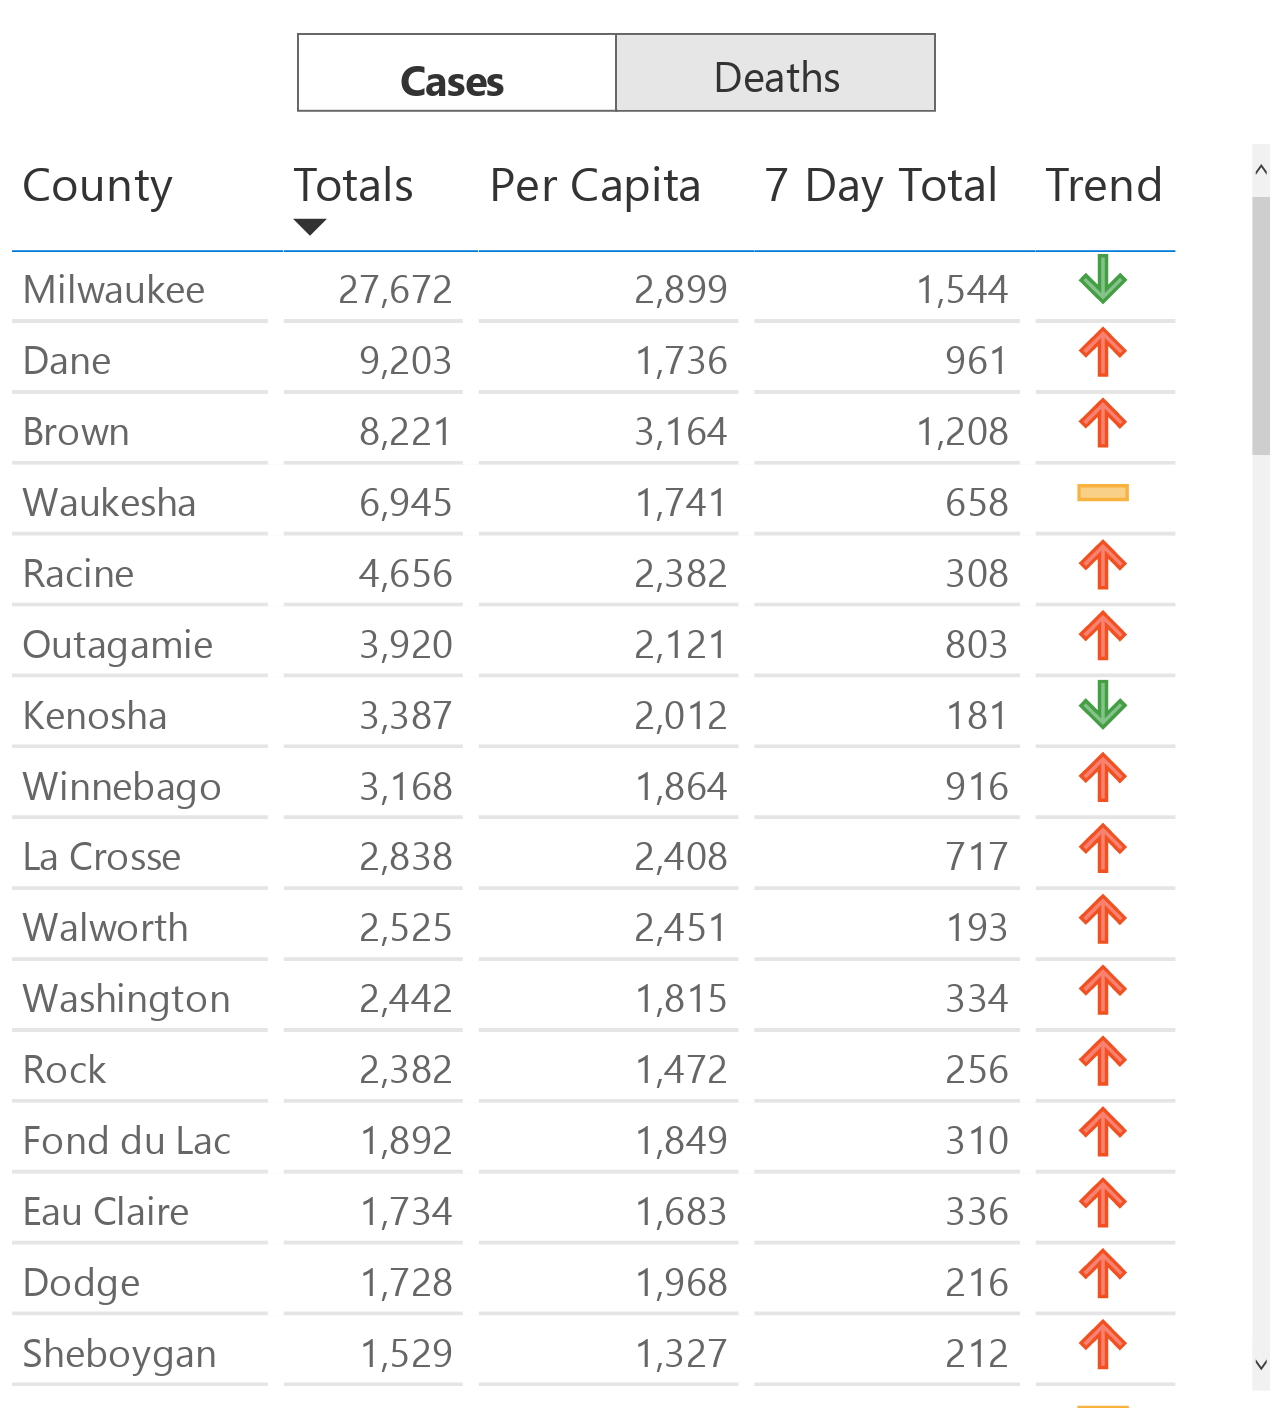 Cases Deaths
County Totals Per Capita 7 Day Total Trend
Milwaukee 27,672 2,899 1,544
Dane 9,203 1,736 961
Brown 8,221 3,164 1,208
Waukesha 6,945 1,741 658
Racine 4,656 2,382 308
Outagamie 3,920 2,121 803
Kenosha 3,387 2,012 181
Winnebago 3,168 1,864 916
La Crosse 2,838 2,408 717
Walworth 2,525 2,451 193
Washington 2,442 1,815 334
Rock 2,382 1,472 256
Fond du Lac 1,892 1,849 310
Eau Claire 1,734 1,683 336
Dodge 1,728 1,968 216
Sheboygan 1,529 1,327 212